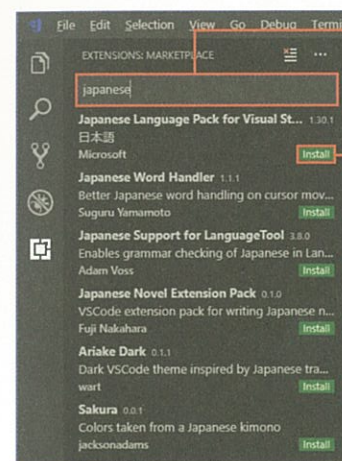 File Edit Selection View Go Debug Termi
EXTENSIONS: MARKETPLACE
japanese
Japanese Language Pack for Visual St... 1.30.1
日本語
Microsoft Install
Japanese Word Handler 1.1.1
Better Japanese word handling on cursor mov...
Suguru Yamamoto Install
Japanese Support for LanguageTool 3.8.0
Enables grammar checking of Japanese in Lan...
Adam Voss Install
Japanese Novel Extension Pack 0.1.0
VSCode extension pack for writing Japanese n...
Fuji Nakahara Install
Ariake Dark 0.1.1
Dark VSCode theme inspired by Japanese tra...
wart Install
Sakura 0.0.1
Colors taken from a Japanese kimono
jacksonadams Install